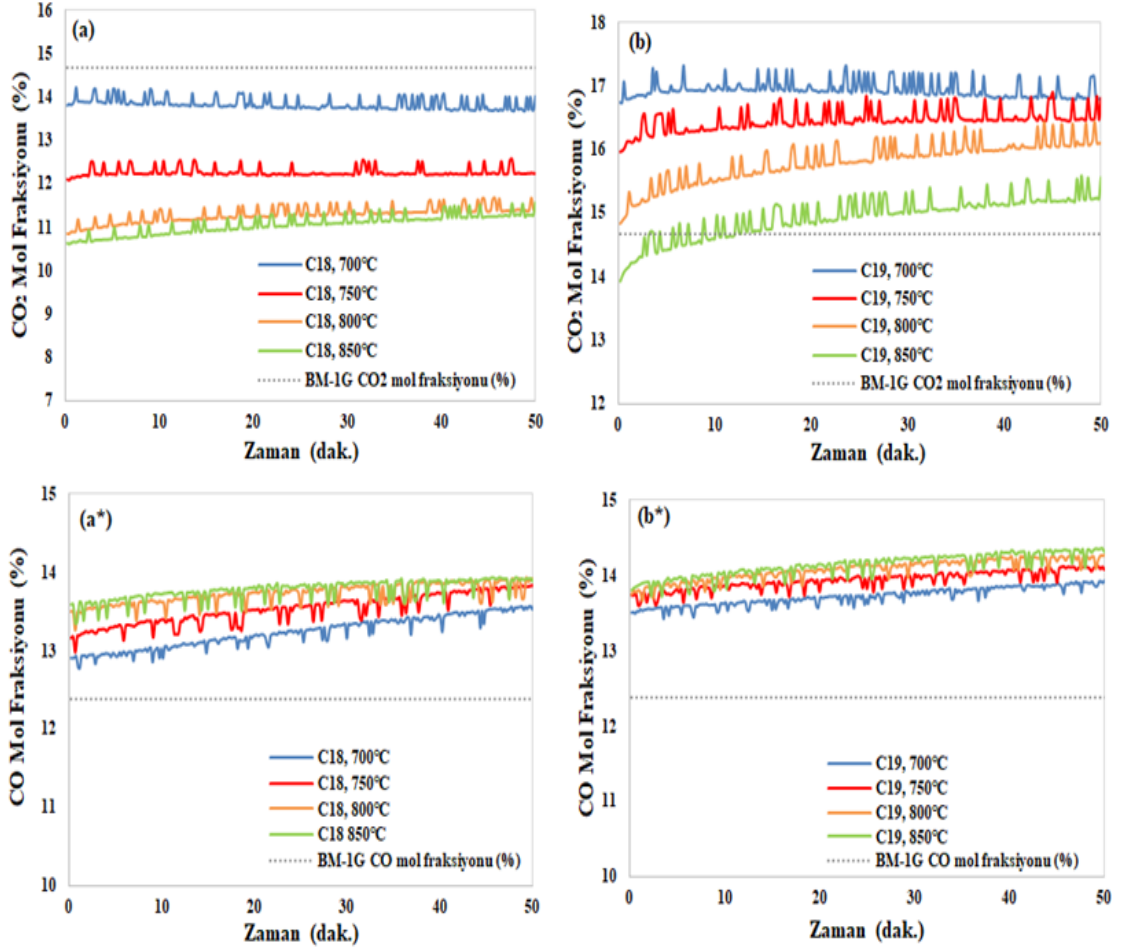 (a)
CO₂ Mol Fraksiyonu (%)
16
15
14
13
12
11
10
9
8
7
C18, 700℃
C18, 750℃
C18, 800℃
C18, 850℃
BM-1G CO2 mol fraksiyonu (%)
0 10 20 30 40 50
Zaman (dak.)
(b)
CO₂ Mol Fraksiyonu (%)
18
17
16
15
14
13
12
C19, 700℃
C19, 750℃
C19, 800℃
C19, 850℃
BM-1G CO2 mol fraksiyonu (%)
0 10 20 30 40 50
Zaman (dak.)
(a*)
CO Mol Fraksiyonu (%)
15
14
13
12
11
10
C18, 700℃
C18, 750℃
C18, 800℃
C18 850℃
BM-1G CO mol fraksiyonu (%)
0 10 20 30 40 50
Zaman (dak.)
(b*)
CO Mol Fraksiyonu (%)
15
14
13
12
11
10
C19, 700℃
C19, 750℃
C19, 800℃
C19, 850℃
BM-1G CO mol fraksiyonu (%)
0 10 20 30 40 50
Zaman (dak.)